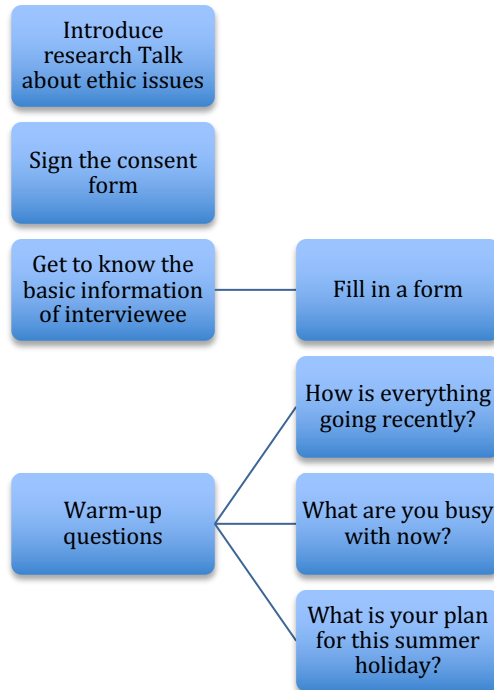 Introduce
research Talk
about ethic issues
Sign the consent
form
Get to know the
basic information
of interviewee
Fill in a form
Warm-up
questions
How is everything
going recently?
What are you busy
with now?
What is your plan
for this summer
holiday?